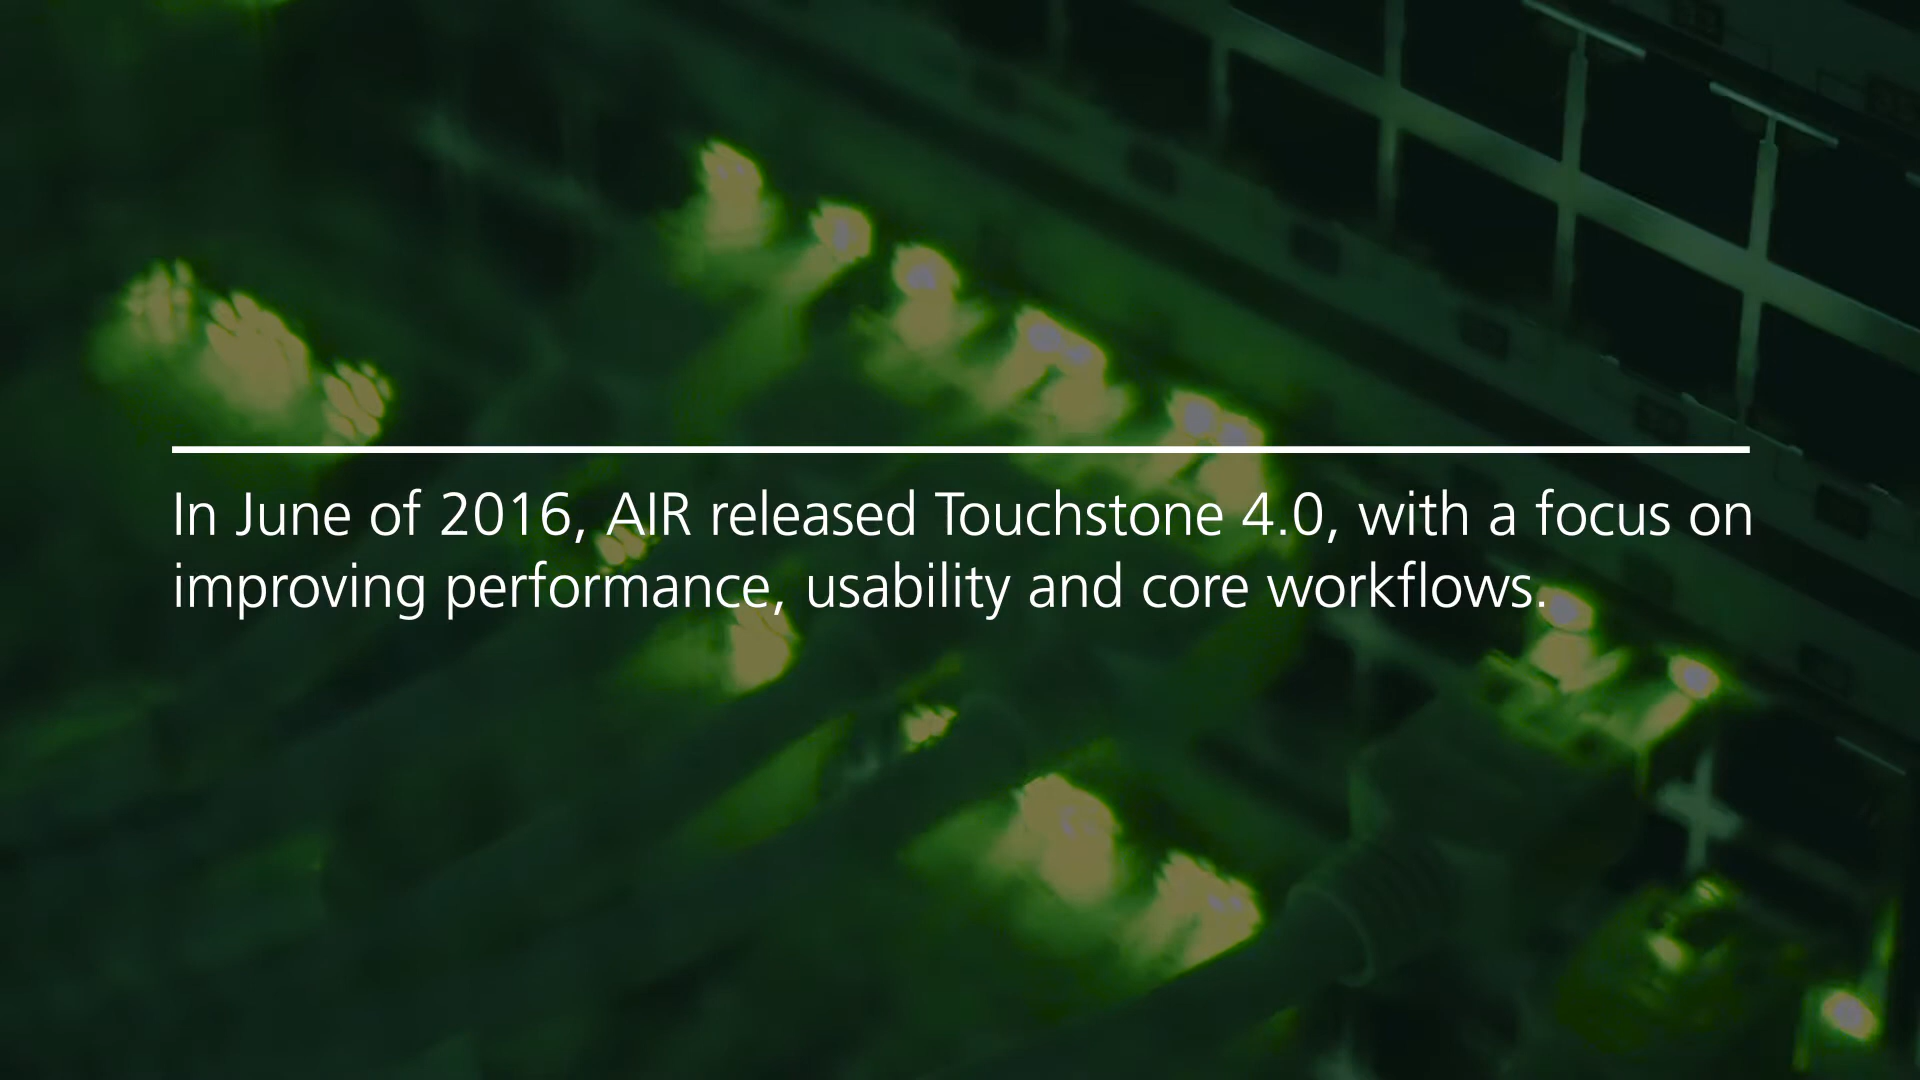 In June of 2016, AIR released Touchstone 4.0, with a focus on
improving performance, usability and core workflows.